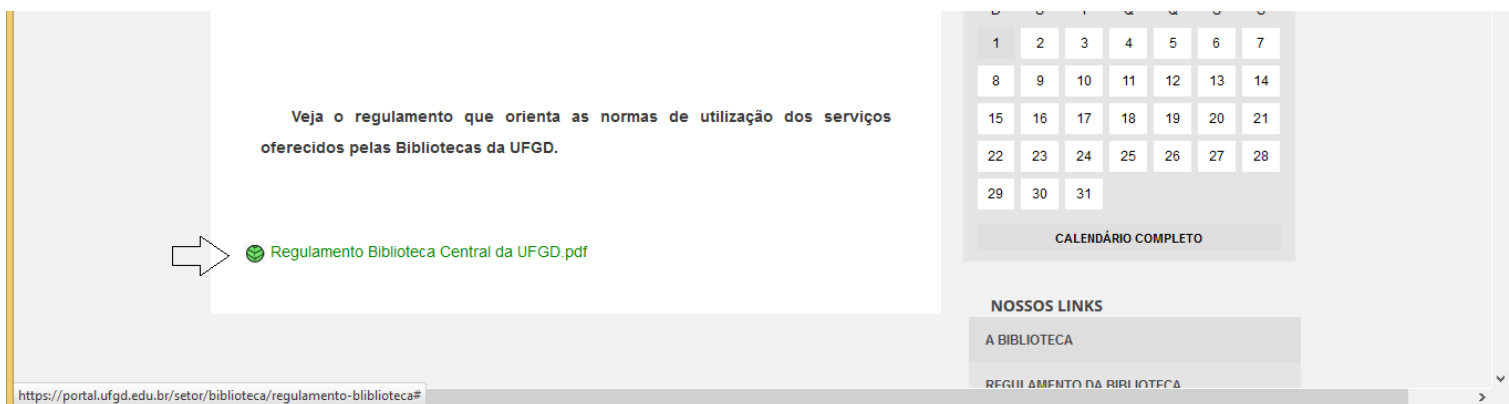 D S T Q Q S S
1 2 3 4 5 6 7
8 9 10 11 12 13 14
15 16 17 18 19 20 21
22 23 24 25 26 27 28
29 30 31
CALENDÁRIO COMPLETO
Veja o regulamento que orienta as normas de utilização dos serviços
oferecidos pelas Bibliotecas da UFGD.
Regulamento Biblioteca Central da UFGD.pdf
NOSSOS LINKS
A BIBLIOTECA
REGULAMENTO DA BIBLIOTECA
https://portal.ufgd.edu.br/setor/biblioteca/regulamento-bliblioteca#